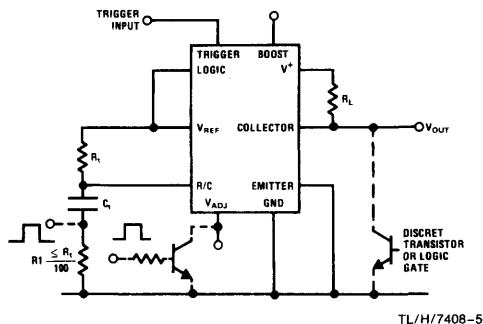 TRIGGER
INPUT
TRIGGER
BOOST
LOGIC
V+
RL
VREF
COLLECTOR
VOUT
Rt
R/C
EMITTER
Ct
VADJ
GND
R1 ≤ Rt/100
DISCRET
TRANSISTOR
OR LOGIC
GATE
TL/H/7408–5